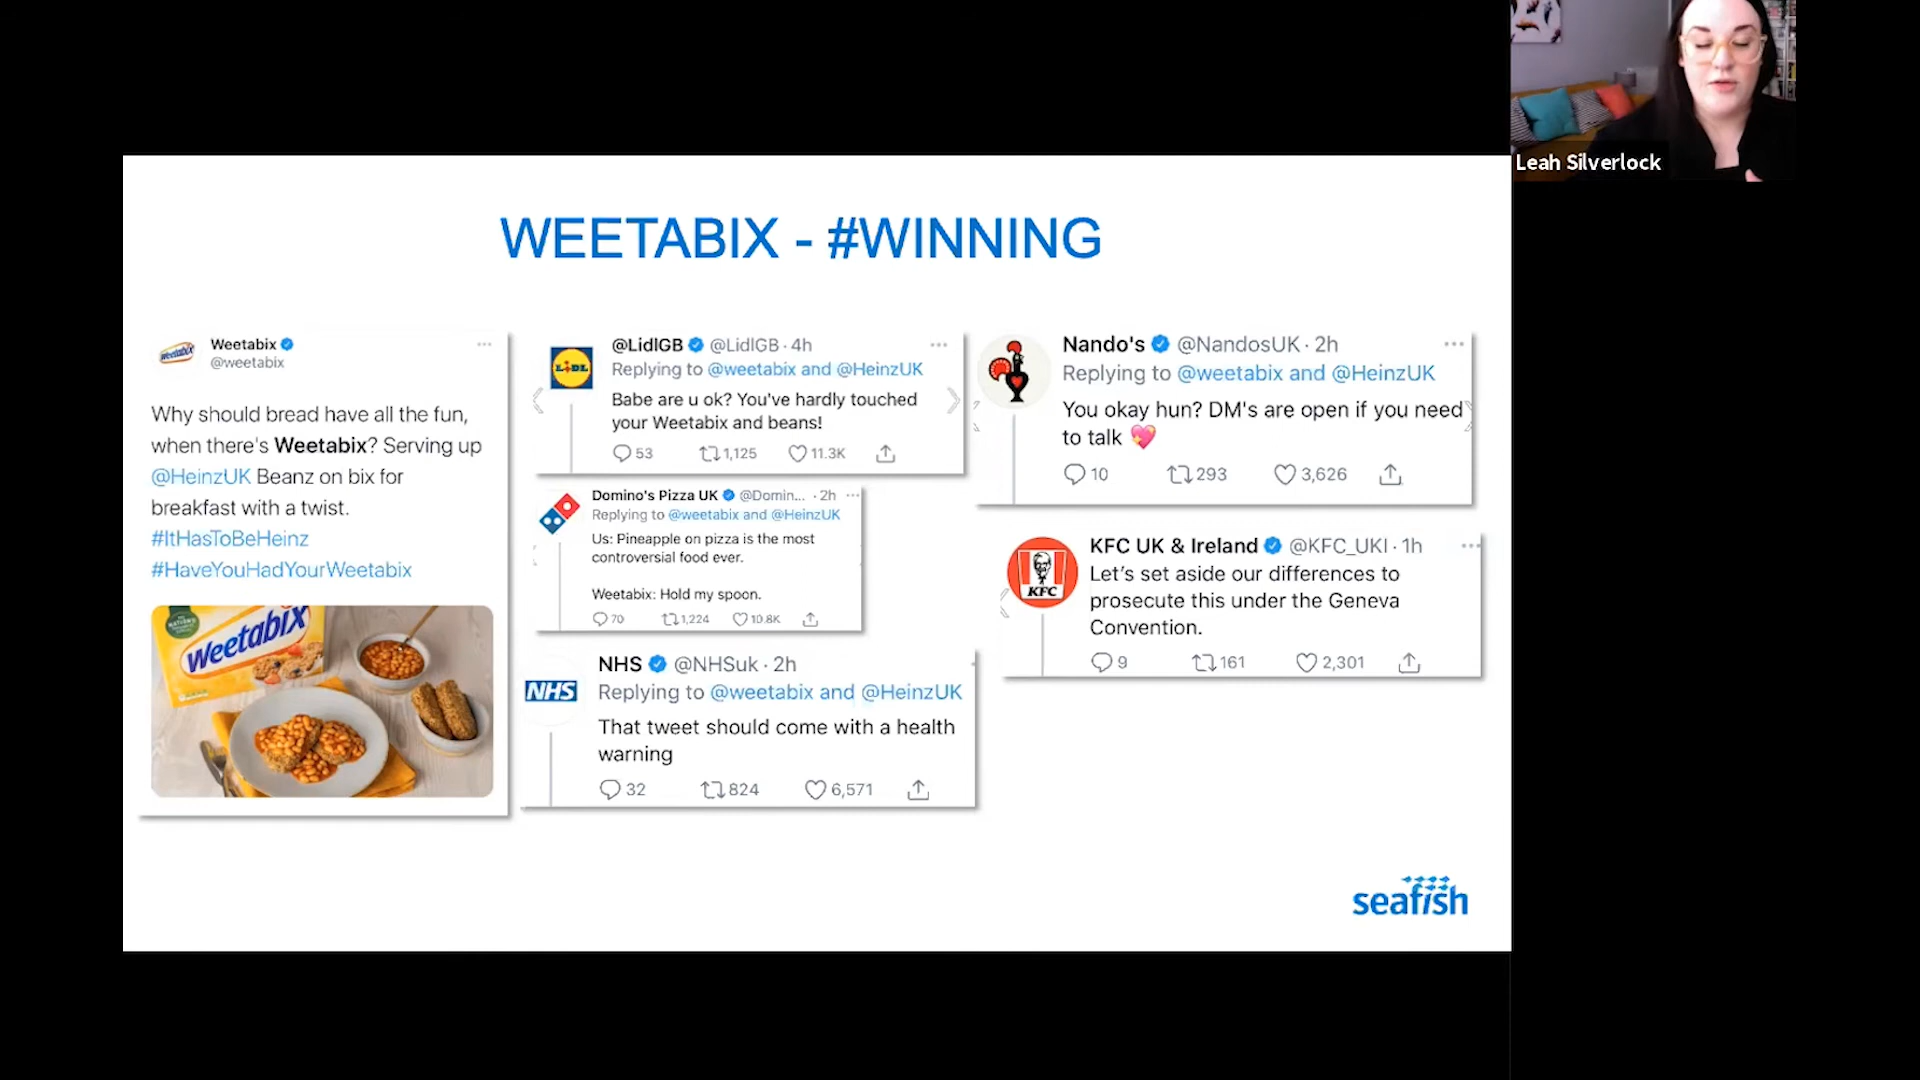 Leah Silverlock
WEETABIX - #WINNING
Weetabix
@weetabix
Why should bread have all the fun,
when there's Weetabix? Serving up
@HeinzUK Beanz on bix for
breakfast with a twist.
#ItHasToBeHeinz
#HaveYouHadYourWeetabix
Weetabix
@LidlGB @LidlGB · 4h
Replying to @weetabix and @HeinzUK
Babe are u ok? You've hardly touched
your Weetabix and beans!
53 1,125 11.3K
LIDL
Domino's Pizza UK @Domin... · 2h
Replying to @weetabix and @HeinzUK
Us: Pineapple on pizza is the most
controversial food ever.
Weetabix: Hold my spoon.
70 1,224 10.8K
NHS
NHS @NHSuk · 2h
Replying to @weetabix and @HeinzUK
That tweet should come with a health
warning
32 824 6,571
Nando's @NandosUK · 2h
Replying to @weetabix and @HeinzUK
You okay hun? DM's are open if you need
to talk 💖
10 293 3,626
KFC
KFC UK & Ireland @KFC_UKI · 1h
Let's set aside our differences to
prosecute this under the Geneva
Convention.
9 161 2,301
seafish